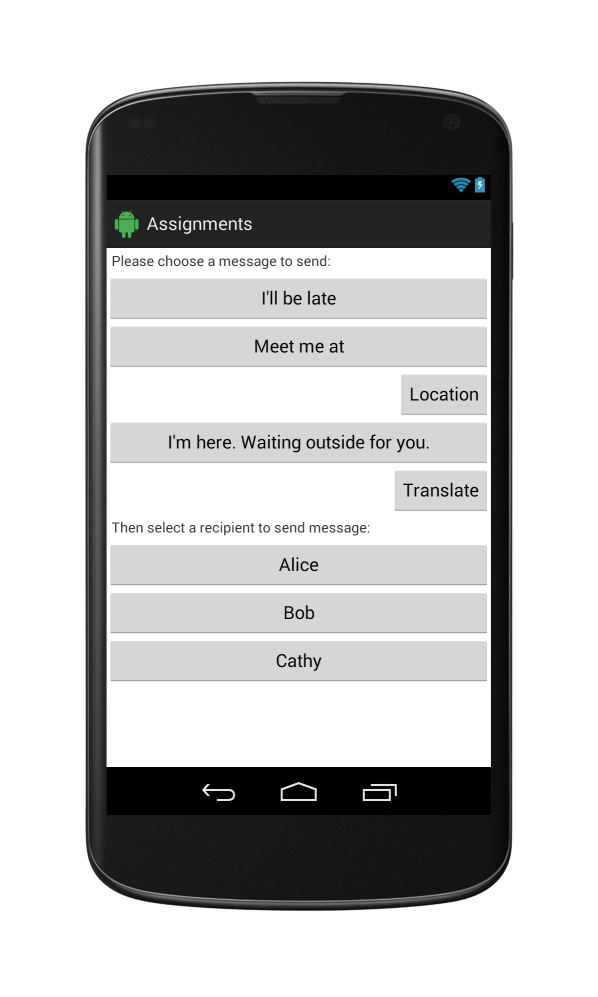 Assignments
Please choose a message to send:
I'll be late
Meet me at
Location
I'm here. Waiting outside for you.
Translate
Then select a recipient to send message:
Alice
Bob
Cathy